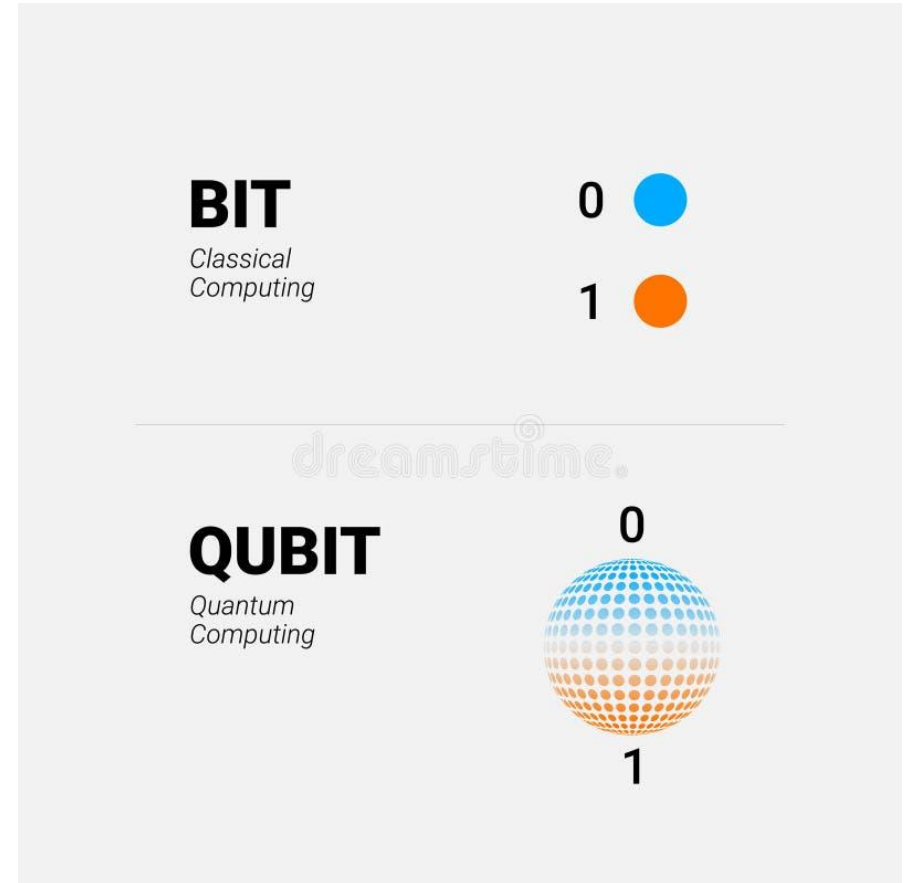 BIT
Classical
Computing
0
1
dreamstime.
QUBIT
Quantum
Computing
0
1